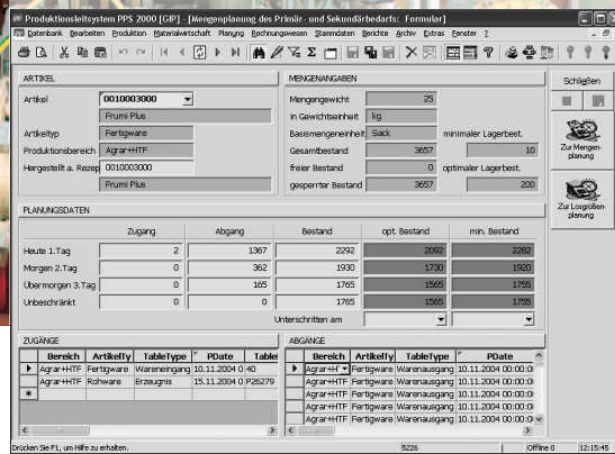 Produktionsleitsystem PPS 2000 [GIP] - [Mengenplanung des Primär- und Sekundärbedarfs: Formular]
Datenbank Bearbeiten Produktion Materialwirtschaft Planung Rechnungswesen Stammdaten Berichte Archiv Extras Fenster ?
ARTIKEL
Artikel 0010003000
Frumi Plus
Artikeltyp Fertigware
Produktionsbereich Agrar+HTF
Hergestellt a. Rezep 0010003000
Frumi Plus
MENGENANGABEN
Mengengewicht 25
in Gewichtseinheit kg
Basismengeneinheit Sack minimaler Lagerbest.
Gesamtbestand 3657 10
freier Bestand 0 optimaler Lagerbest.
gesperrter Bestand 3657 200
Schließen
Zur Mengen-
planung
Zur Losgrößen-
planung
PLANUNGSDATEN
Zugang Abgang Bestand opt. Bestand min. Bestand
Heute 1.Tag 2 1367 2292 2092 2282
Morgen 2.Tag 0 362 1930 1730 1920
Übermorgen 3.Tag 0 165 1765 1565 1755
Unbeschränkt 0 0 1765 1565 1755
Unterschritten am
ZUGÄNGE
Bereich ArtikelTy TableType PDate Table
Agrar+HTF Fertigware Wareneingang 10.11.2004 0 40
Agrar+HTF Rohware Erzeugnis 15.11.2004 0 P26279
ABGÄNGE
Bereich ArtikelTy TableType PDate
Agrar+H Fertigware Warenausgang 10.11.2004 00:00:0
Agrar+HTF Fertigware Warenausgang 10.11.2004 00:00:0
Agrar+HTF Fertigware Warenausgang 10.11.2004 00:00:0
Agrar+HTF Fertigware Warenausgang 10.11.2004 00:00:0
Agrar+HTF Fertigware Warenausgang 10.11.2004 00:00:0
Drücken Sie F1, um Hilfe zu erhalten. 5226 Offline 0 12:15:45